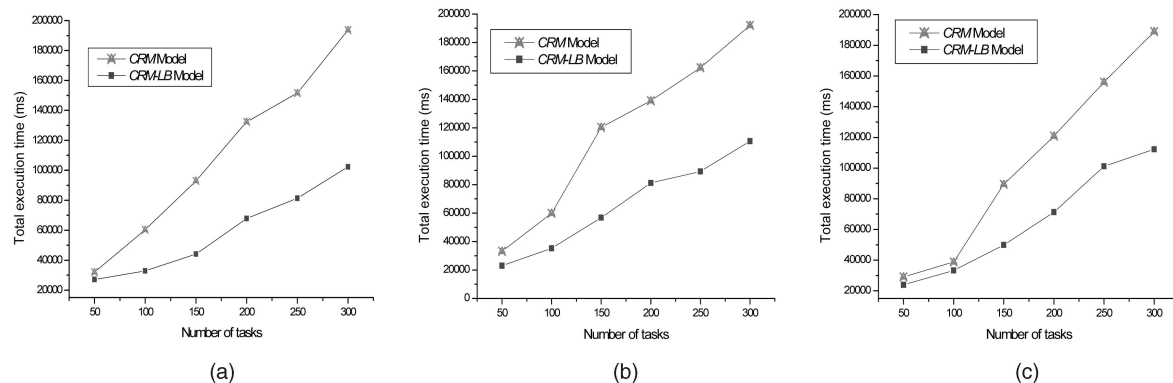 200000
180000
160000
140000
120000
100000
80000
60000
40000
20000
Total execution time (ms)
CRM Model
CRM-LB Model
50 100 150 200 250 300
Number of tasks
(a)
200000
180000
160000
140000
120000
100000
80000
60000
40000
20000
0
Total execution time (ms)
CRM Model
CRM-LB Model
50 100 150 200 250 300
Number of tasks
(b)
200000
180000
160000
140000
120000
100000
80000
60000
40000
20000
Total execution time (ms)
CRM Model
CRM-LB Model
50 100 150 200 250 300
Number of tasks
(c)